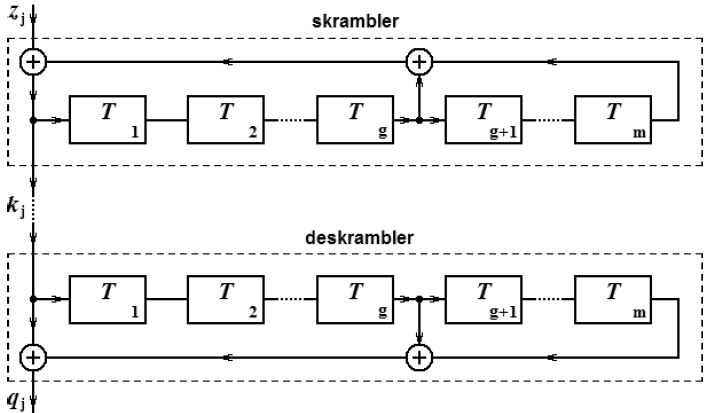 z_j
skrambler
T_1 T_2 T_g T_g+1 T_m
k_j
deskrambler
T_1 T_2 T_g T_g+1 T_m
q_j